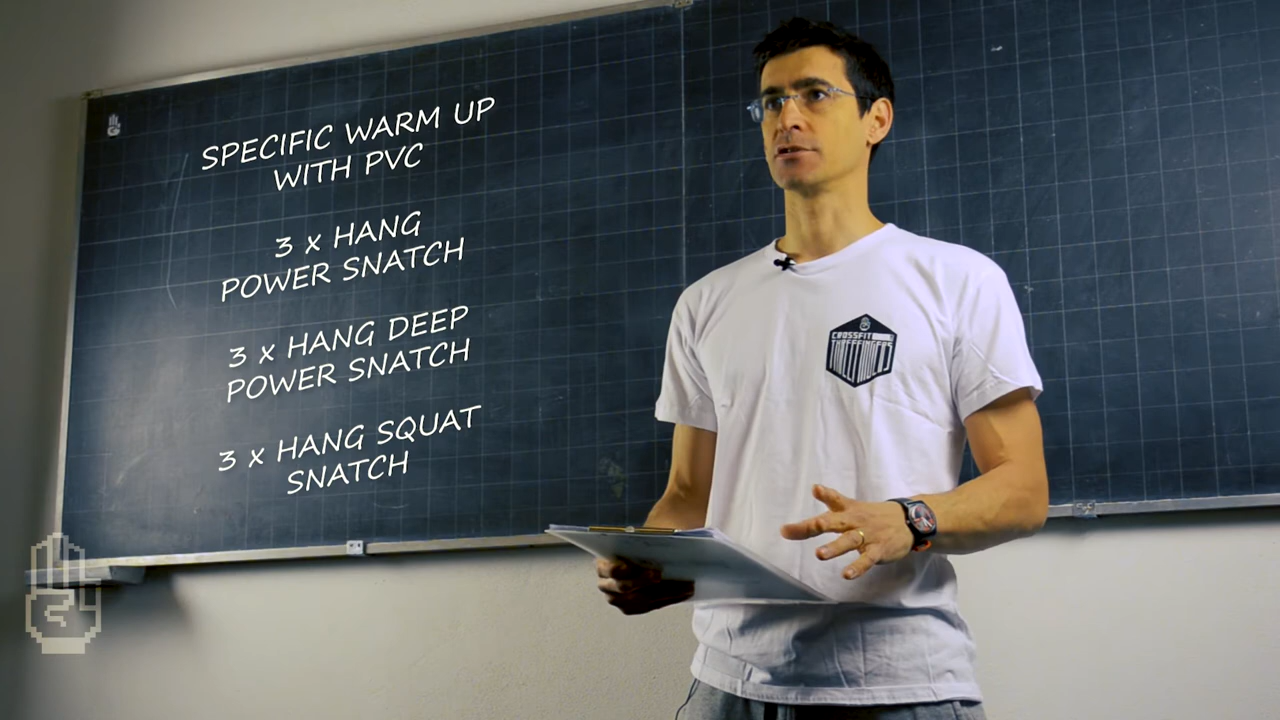 SPECIFIC WARM UP
WITH PVC
3 x HANG
POWER SNATCH
3 x HANG DEEP
POWER SNATCH
3 x HANG SQUAT
SNATCH
CROSSFIT
THREEFINGERS